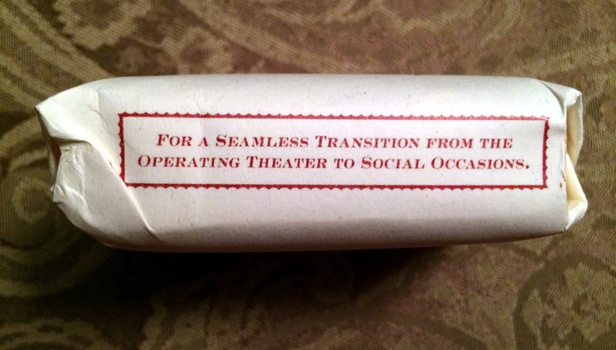 For a Seamless Transition from the
Operating Theater to Social Occasions.